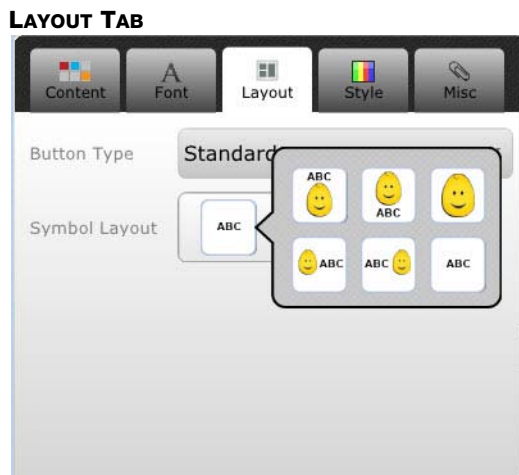 LAYOUT TAB
Content Font Layout Style Misc
Button Type Standard
ABC ABC
Symbol Layout ABC
ABC ABC ABC